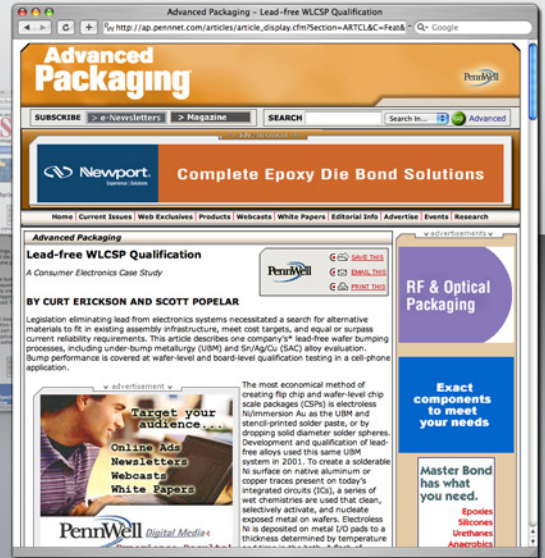 Advanced Packaging – Lead-free WLCSP Qualification
http://ap.pennnet.com/articles/article_display.cfm?Section=ARTCL&C=Feat&
Google
Advanced
Packaging
PennWell
SUBSCRIBE > e-Newsletters > Magazine SEARCH Search In... GO Advanced
Newport.
Experience | Solutions
Complete Epoxy Die Bond Solutions
Home Current Issues Web Exclusives Products Webcasts White Papers Editorial Info Advertise Events Research
Advanced Packaging
Lead-free WLCSP Qualification
A Consumer Electronics Case Study
PennWell
SAVE THIS
EMAIL THIS
PRINT THIS
BY CURT ERICKSON AND SCOTT POPELAR
Legislation eliminating lead from electronics systems necessitated a search for alternative
materials to fit in existing assembly infrastructure, meet cost targets, and equal or surpass
current reliability requirements. This article describes one company's* lead-free wafer bumping
processes, including under-bump metallurgy (UBM) and Sn/Ag/Cu (SAC) alloy evaluation.
Bump performance is covered at wafer-level and board-level qualification testing in a cell-phone
application.
advertisement
Target your
audience...
Online Ads
Newsletters
Webcasts
White Papers
PennWell Digital Media
The most economical method of
creating flip chip and wafer-level chip
scale packages (CSPs) is electroless
Ni/immersion Au as the UBM and
stencil-printed solder paste, or by
dropping solid diameter solder spheres.
Development and qualification of lead-
free alloys used this same UBM
system in 2001. To create a solderable
Ni surface on native aluminum or
copper traces present on today's
integrated circuits (ICs), a series of
wet chemistries are used that clean,
selectively activate, and nucleate
exposed metal on wafers. Electroless
Ni is deposited on metal I/O pads to a
thickness determined by temperature
advertisements
RF & Optical
Packaging
Exact
components
to meet
your needs
Master Bond
has what
you need.
Epoxies
Silicones
Urethanes
Anaerobics